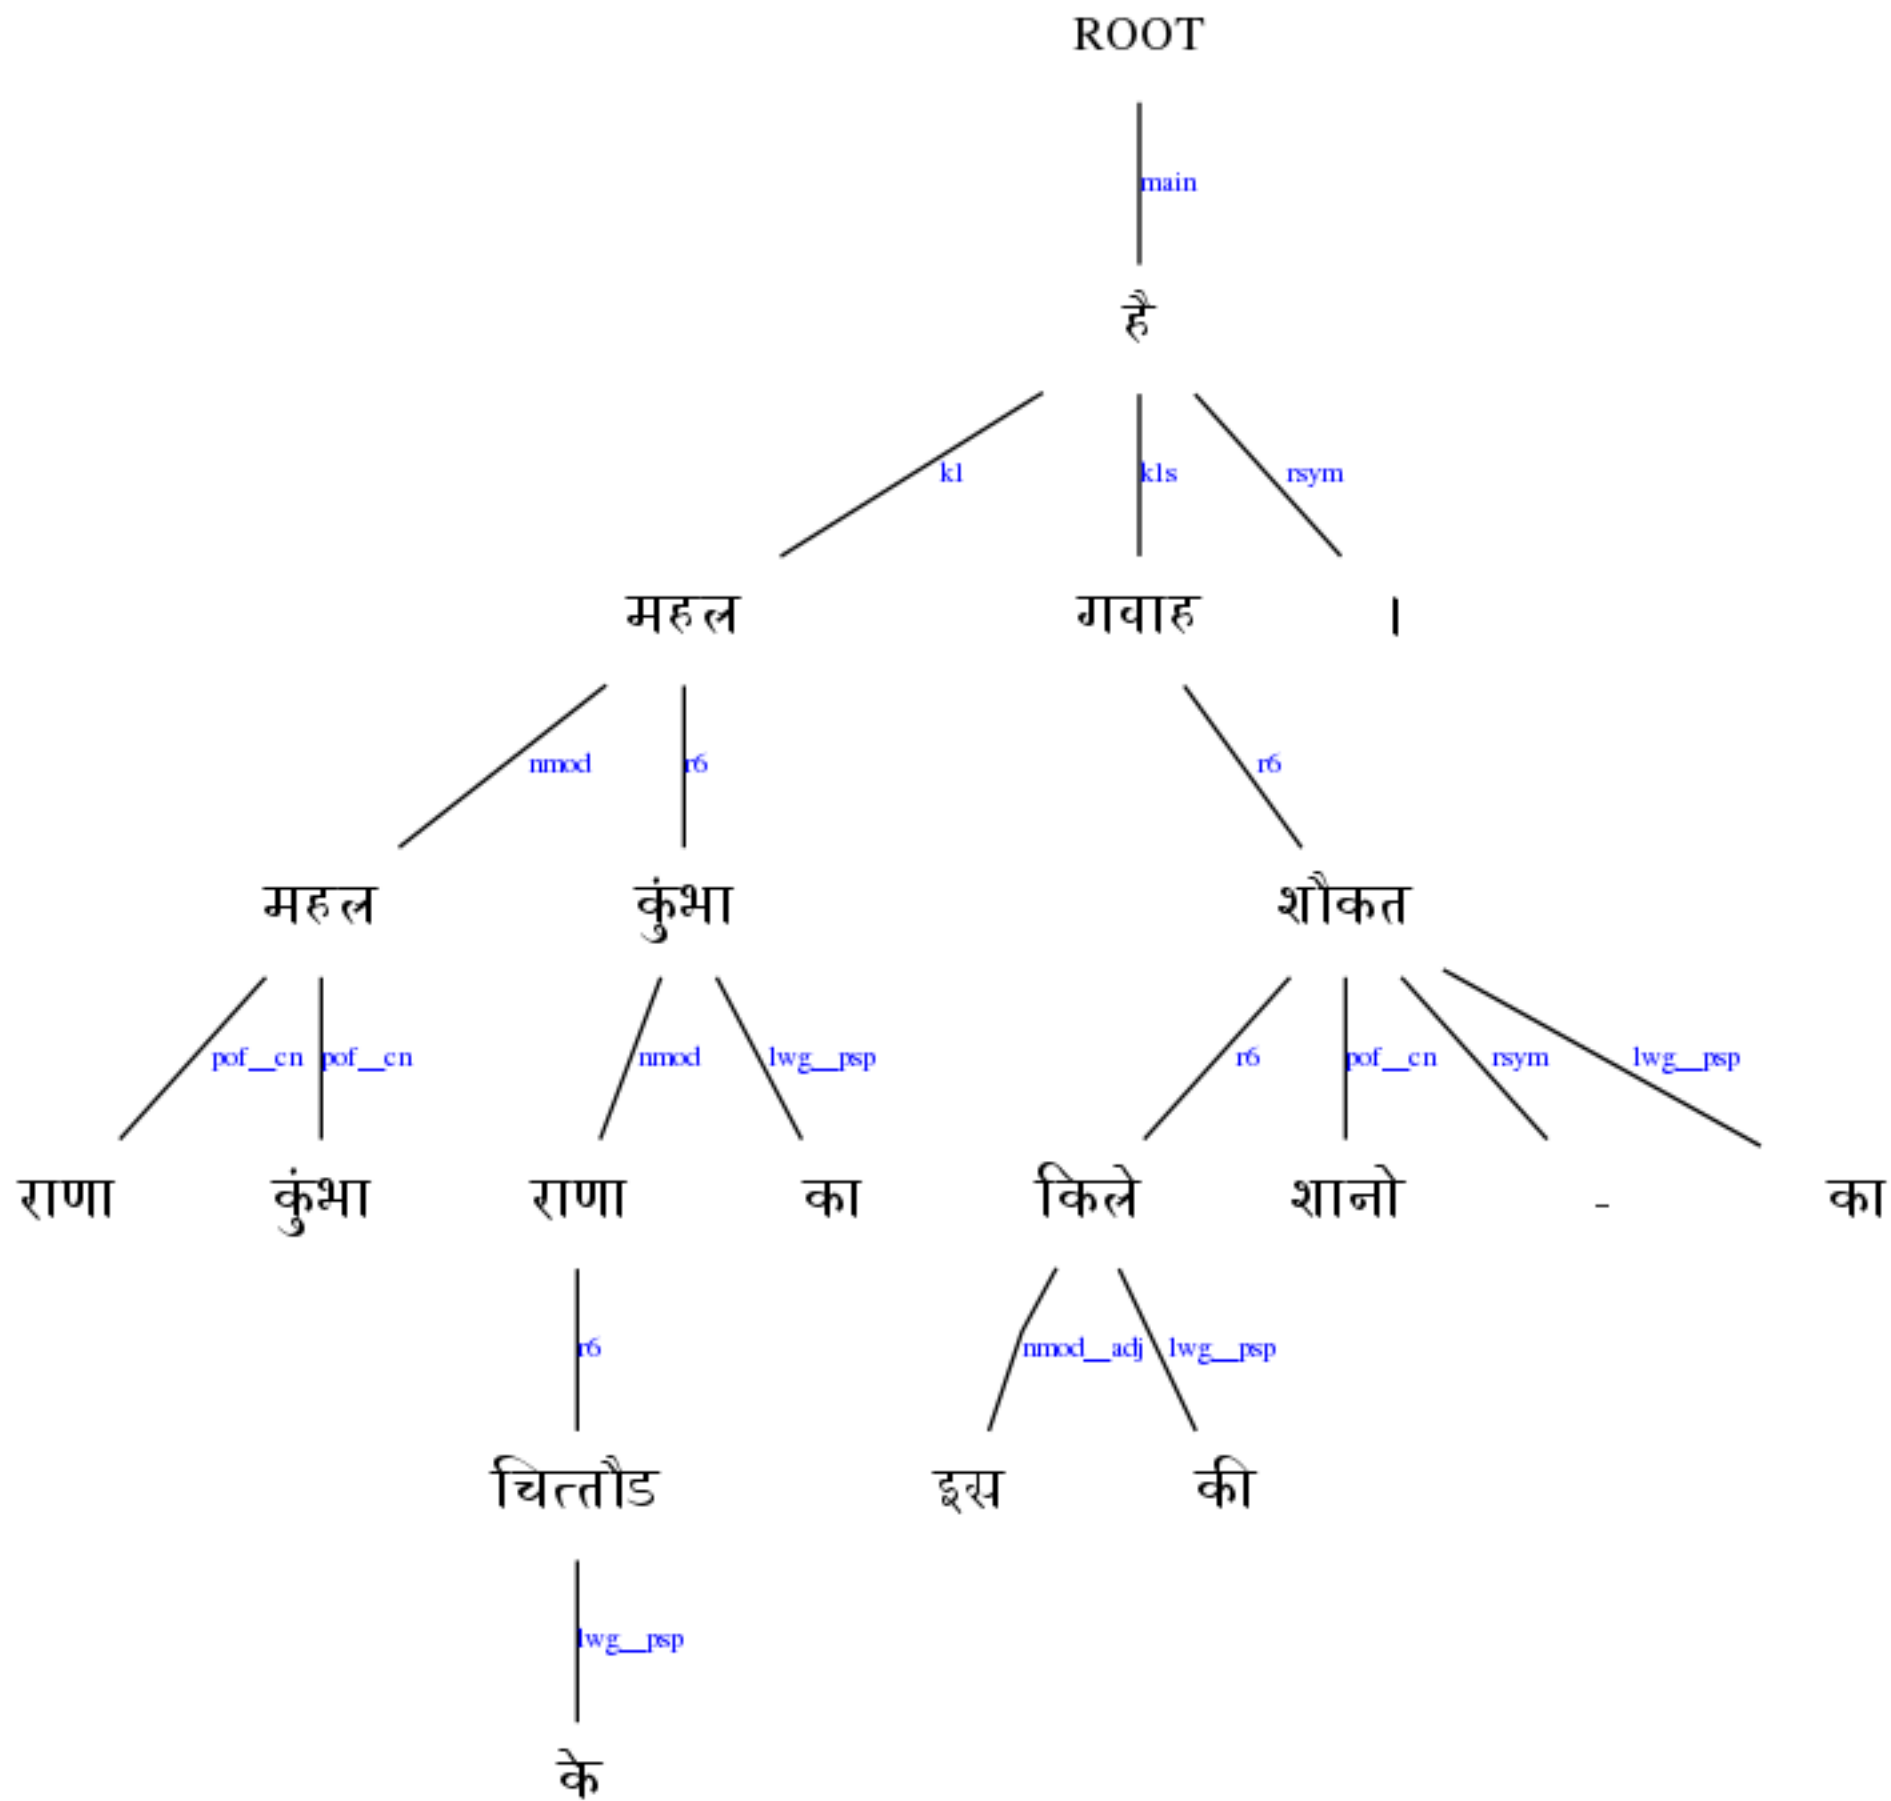 ROOT
main
है
k1 k1s rsym
महल गवाह ।
nmod r6 r6
महल कुंभा शौकत
pof__cn pof__cn nmod lwg__psp r6 pof__cn rsym lwg__psp
राणा कुंभा राणा का किले शानो - का
r6 nmod__adj lwg__psp
चित्तौड इस की
lwg__psp
के